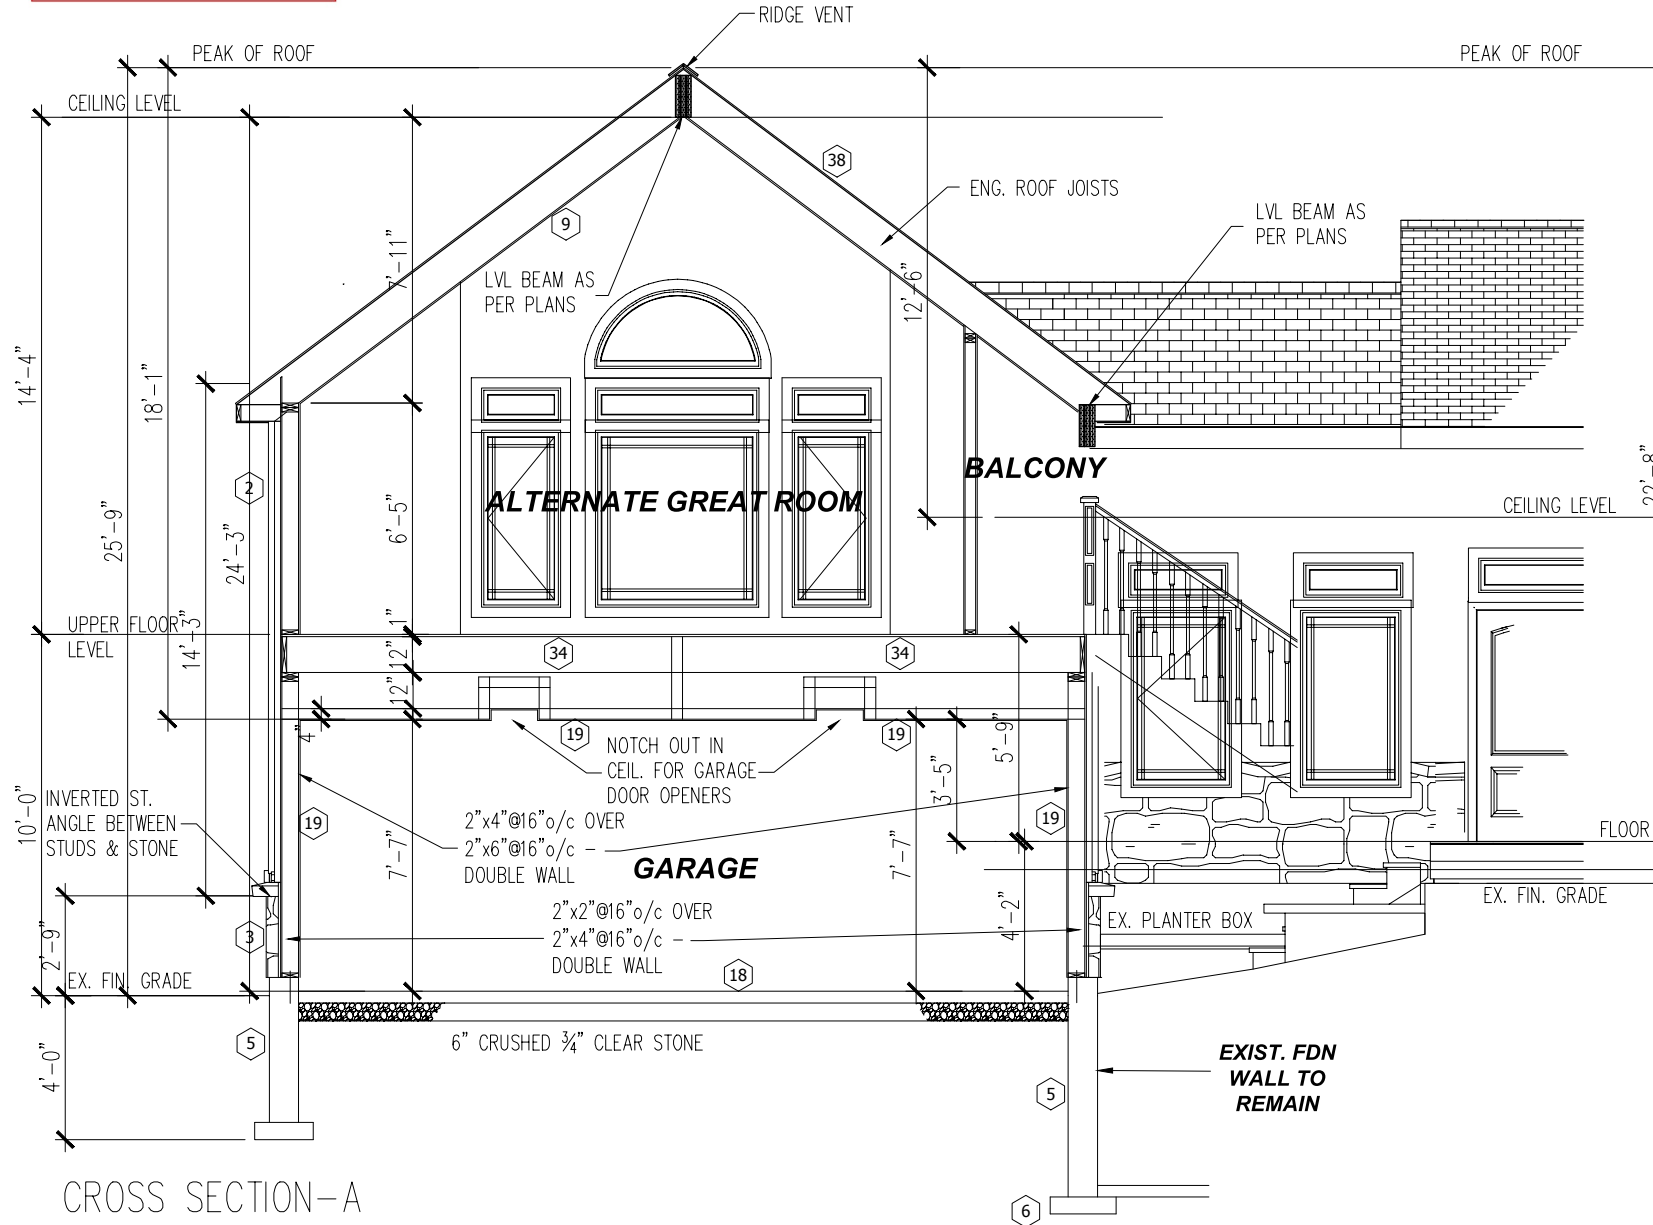 RIDGE VENT
PEAK OF ROOF
PEAK OF ROOF
CEILING LEVEL
38
ENG. ROOF JOISTS
LVL BEAM AS
PER PLANS
9
7'-11"
LVL BEAM AS
PER PLANS
12'-6"
14'-4"
18'-1"
BALCONY
2
ALTERNATE GREAT ROOM
22'-8"
CEILING LEVEL
25'-9"
24'-3"
6'-5"
UPPER FLOOR
LEVEL
14'-3"
1"
12"
34
34
12"
4"
19
19
NOTCH OUT IN
CEIL. FOR GARAGE
DOOR OPENERS
3'-5"
5'-9"
10'-0"
INVERTED ST.
ANGLE BETWEEN
STUDS & STONE
19
2"x4"@16"o/c OVER
2"x6"@16"o/c -
DOUBLE WALL
19
FLOOR
7'-7"
GARAGE
7'-7"
EX. FIN. GRADE
2"x2"@16"o/c OVER
2"x4"@16"o/c -
DOUBLE WALL
4'-2"
EX. PLANTER BOX
3
2'-9"
EX. FIN. GRADE
18
6" CRUSHED ¾" CLEAR STONE
5
4'-0"
EXIST. FDN
WALL TO
REMAIN
5
CROSS SECTION-A
6